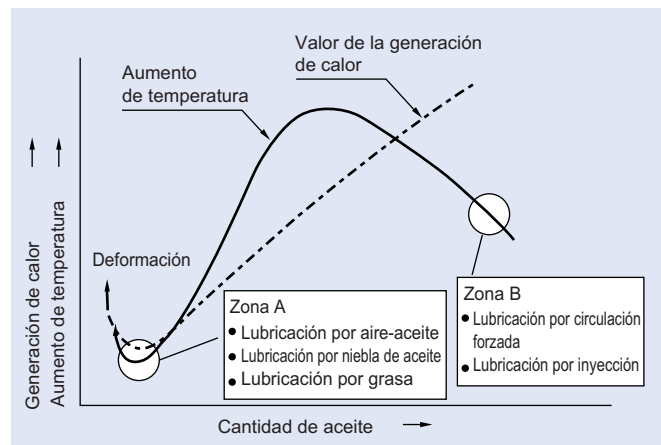 Valor de la generación
de calor
Aumento
de temperatura
Generación de calor
Aumento de temperatura
Deformación
Zona A
● Lubricación por aire-aceite
● Lubricación por niebla de aceite
● Lubricación por grasa
Zona B
● Lubricación por circulación
forzada
● Lubricación por inyección
Cantidad de aceite